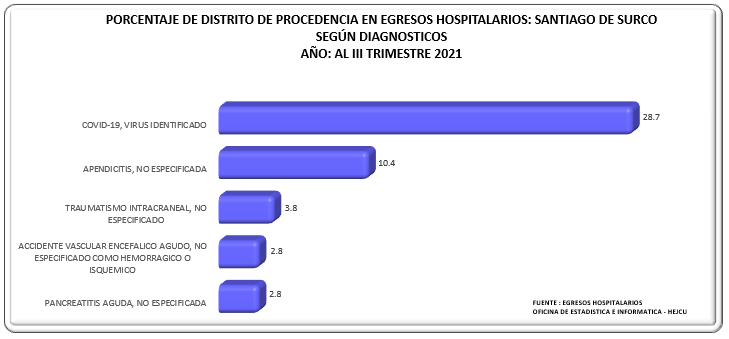 PORCENTAJE DE DISTRITO DE PROCEDENCIA EN EGRESOS HOSPITALARIOS: SANTIAGO DE SURCO
SEGÚN DIAGNOSTICOS
AÑO: AL III TRIMESTRE 2021
COVID-19, VIRUS IDENTIFICADO
28.7
APENDICITIS, NO ESPECIFICADA
10.4
TRAUMATISMO INTRACRANEAL, NO
ESPECIFICADO
3.8
ACCIDENTE VASCULAR ENCEFALICO AGUDO, NO
ESPECIFICADO COMO HEMORRAGICO O
ISQUEMICO
2.8
PANCREATITIS AGUDA, NO ESPECIFICADA
2.8
FUENTE : EGRESOS HOSPITALARIOS
OFICINA DE ESTADISTICA E INFORMATICA - HEJCU